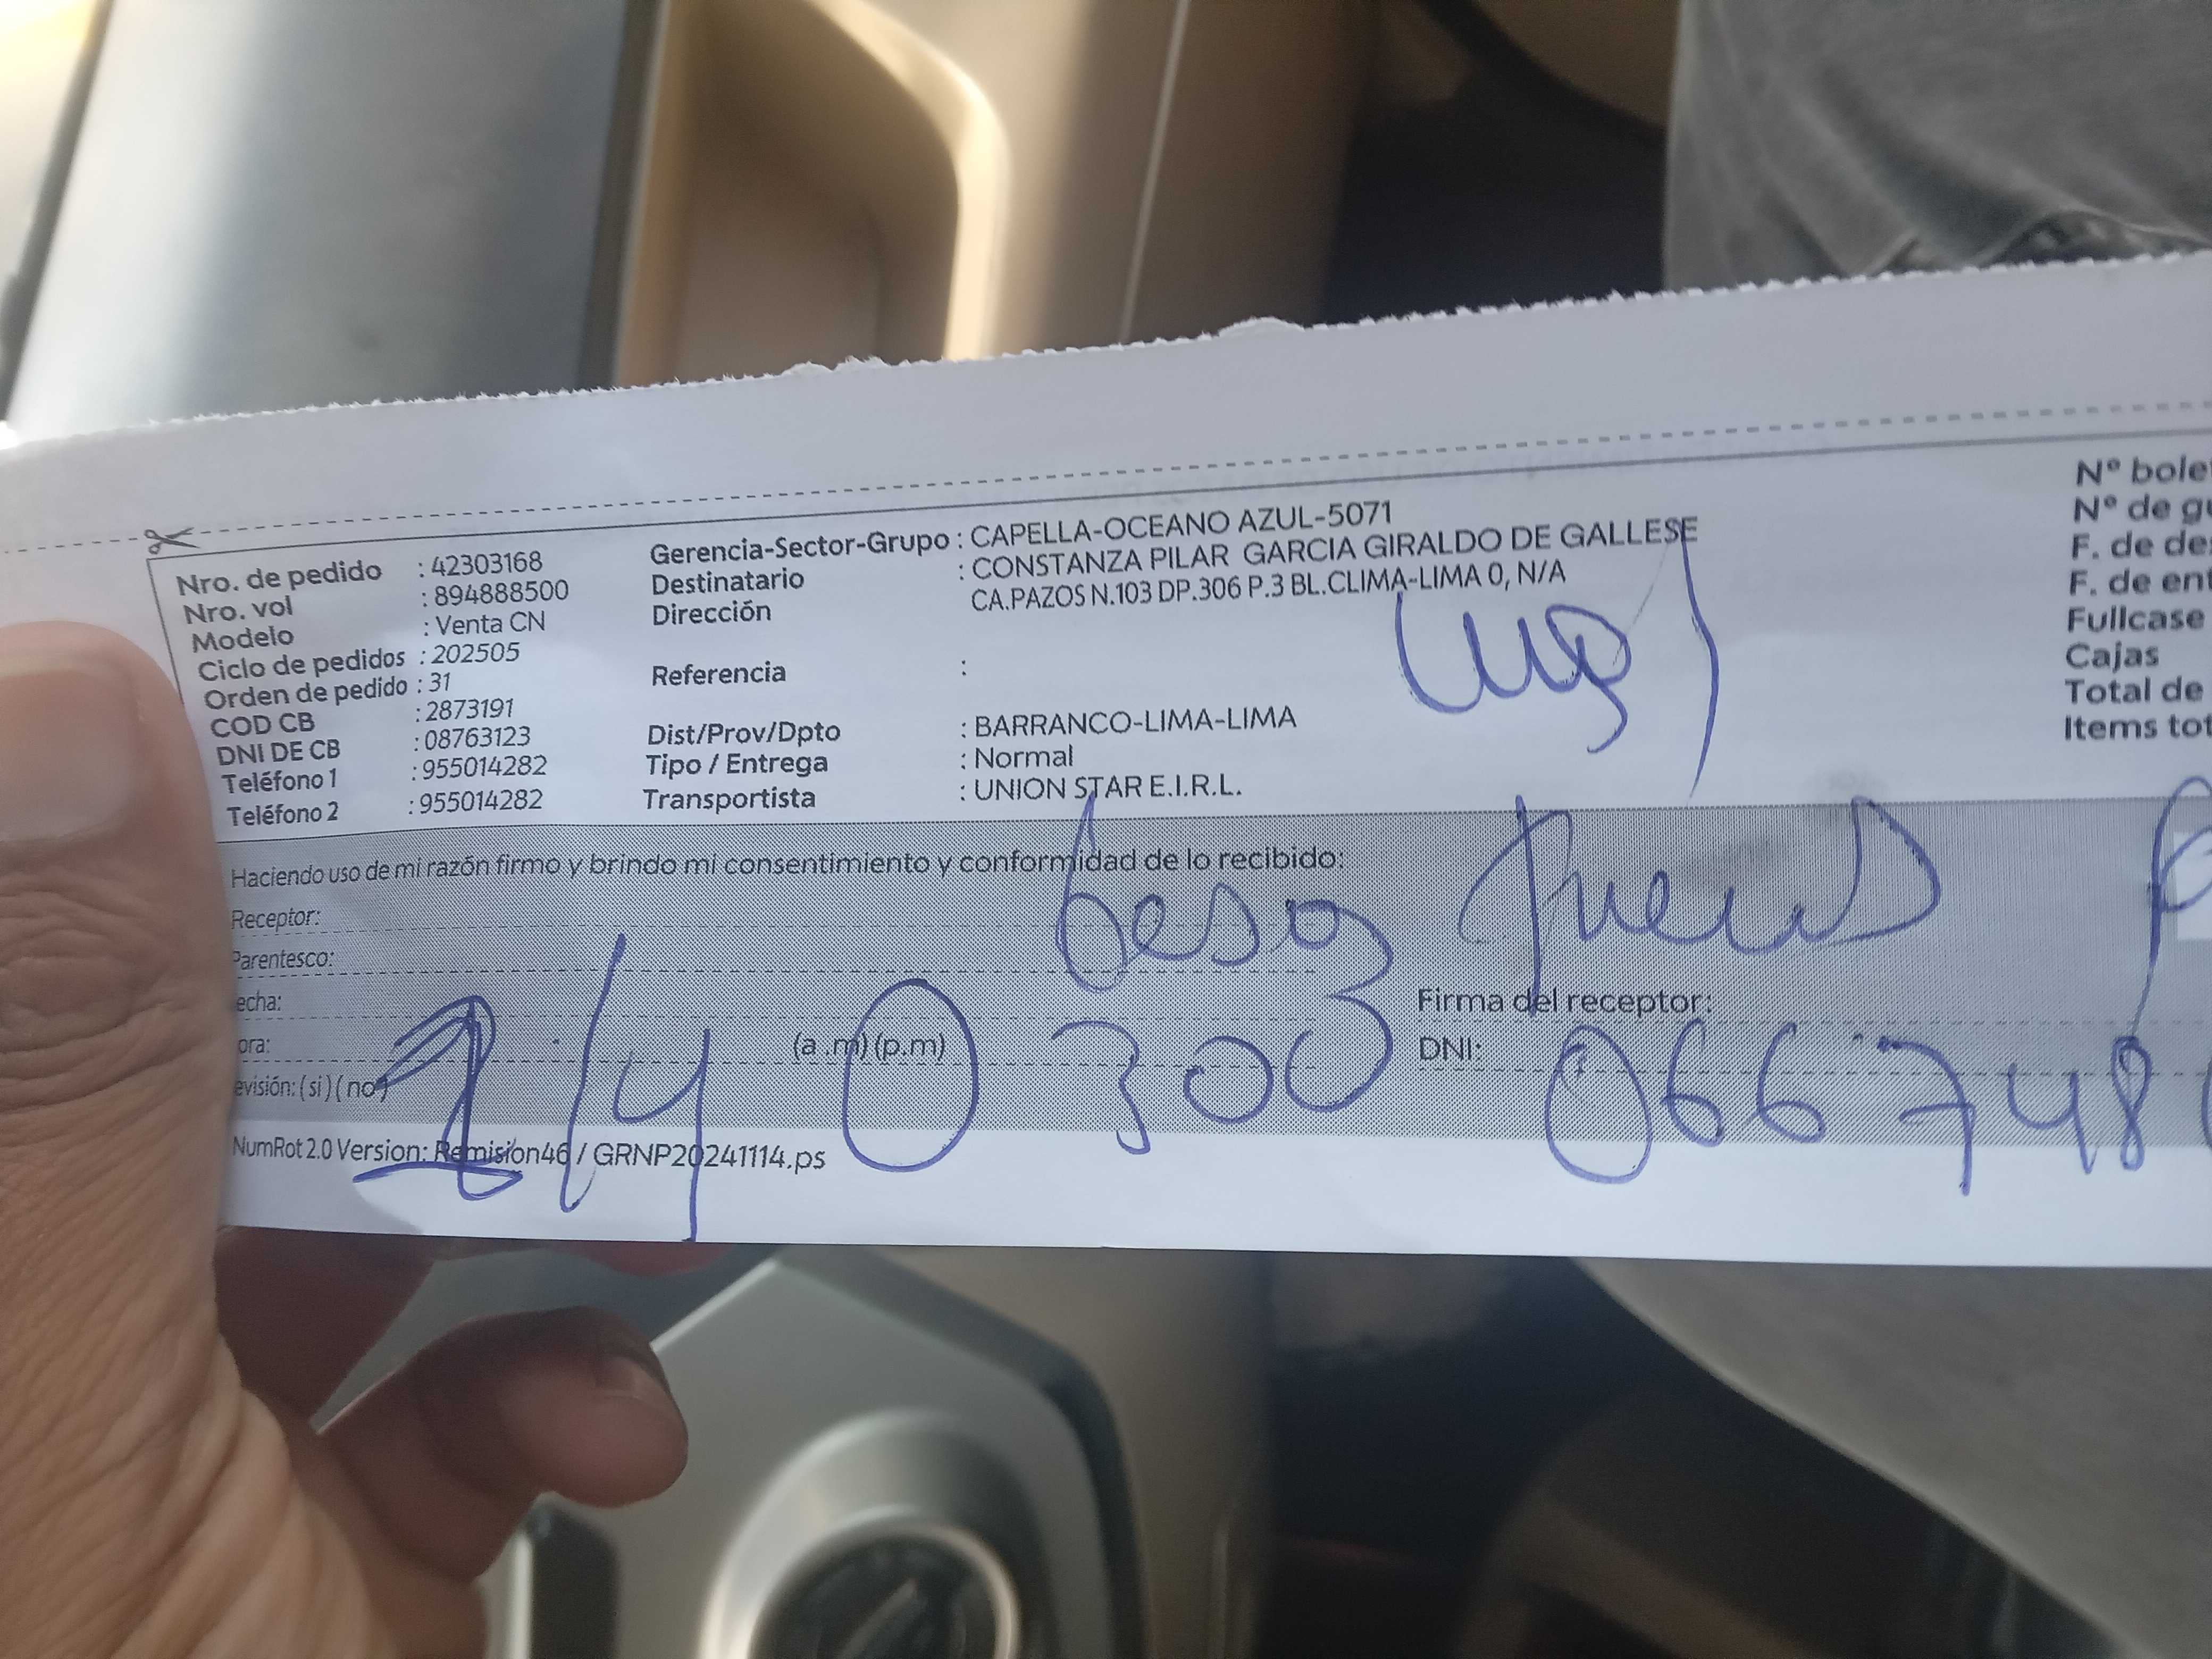 Nro. de pedido : 42303168
Nro. vol : 894888500
Modelo : Venta CN
Ciclo de pedidos : 202505
Orden de pedido : 31
COD CB : 2873191
DNI DE CB : 08763123
Teléfono 1 : 955014282
Teléfono 2 : 955014282
Gerencia-Sector-Grupo : CAPELLA-OCEANO AZUL-5071
Destinatario : CONSTANZA PILAR GARCIA GIRALDO DE GALLESE
Dirección CA.PAZOS N.103 DP.306 P.3 BL.CLIMA-LIMA 0, N/A
Referencia :
Dist/Prov/Dpto : BARRANCO-LIMA-LIMA
Tipo / Entrega : Normal
Transportista : UNION STAR E.I.R.L.
Nº bole
Nº de gu
F. de de
F. de ent
Fullcase
Cajas
Total de
Items tot
Haciendo uso de mi razón firmo y brindo mi consentimiento y conformidad de lo recibido:
Receptor:
Parentesco:
echa:
ora: (a .m) (p.m)
evisión: (si) (no)
Firma del receptor:
DNI: 066748
300
NumRot 2.0 Version: Remision46 / GRNP20241114.ps